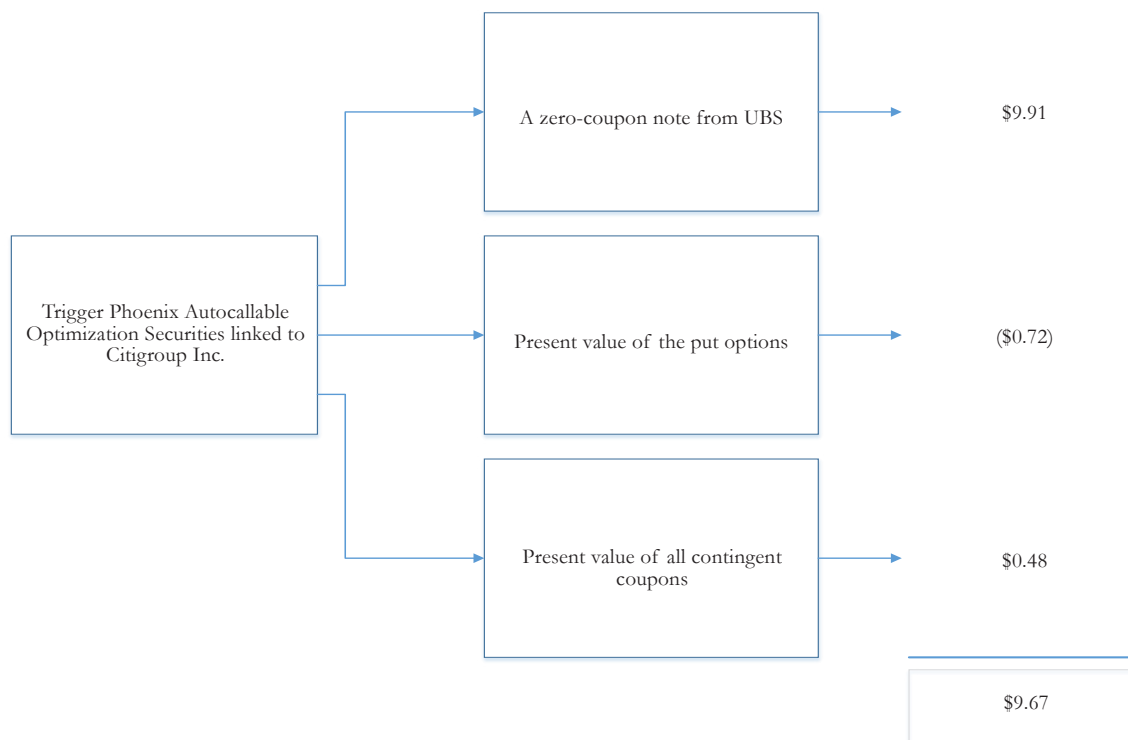 A zero-coupon note from UBS
$9.91
Trigger Phoenix Autocallable
Optimization Securities linked to
Citigroup Inc.
Present value of the put options
($0.72)
Present value of all contingent
coupons
$0.48
$9.67